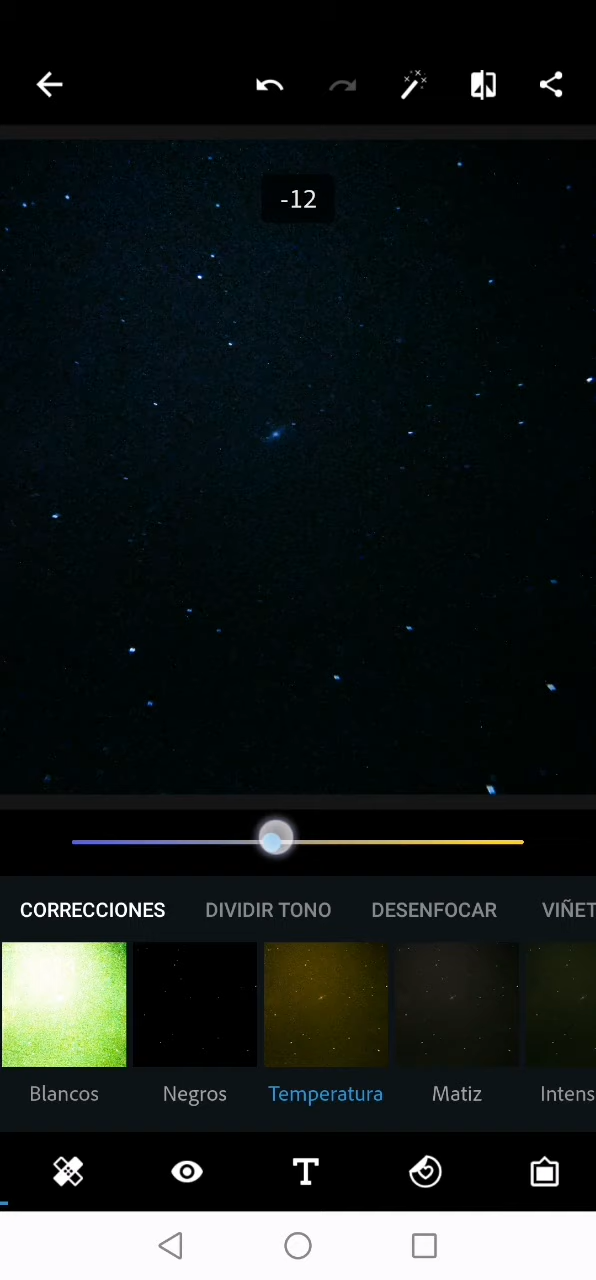 -12
CORRECCIONES DIVIDIR TONO DESENFOCAR VIÑET
Blancos Negros Temperatura Matiz Intens
T